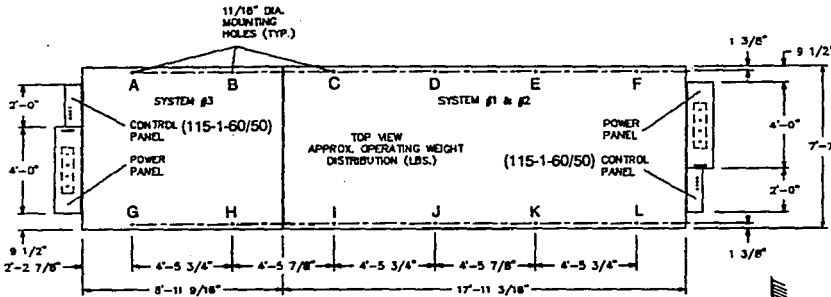 11/16" DIA.
MOUNTING
HOLES (TYP.)
1 3/8"
9 1/2"
A B C D E F
2'-0"
4'-0"
SYSTEM #3
CONTROL (115-1-60/50)
PANEL
POWER
PANEL
SYSTEM #1 & #2
TOP VIEW
APPROX. OPERATING WEIGHT
DISTRIBUTION (LBS.)
POWER
PANEL
(115-1-60/50) CONTROL
PANEL
4'-0"
2'-0"
G H I J K L
9 1/2"
2'-2 7/8"
4'-5 3/4" 4'-5 7/8" 4'-5 3/4" 4'-5 7/8" 4'-5 3/4"
1 3/8"
8'-11 9/16" 17'-11 3/16"